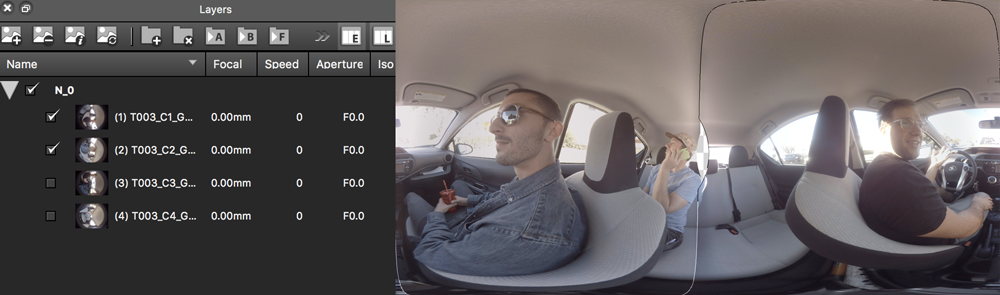 Layers
A B F » E L
Name Focal Speed Aperture Iso
N_0
(1) T003_C1_G... 0.00mm 0 F0.0
(2) T003_C2_G... 0.00mm 0 F0.0
(3) T003_C3_G... 0.00mm 0 F0.0
(4) T003_C4_G... 0.00mm 0 F0.0